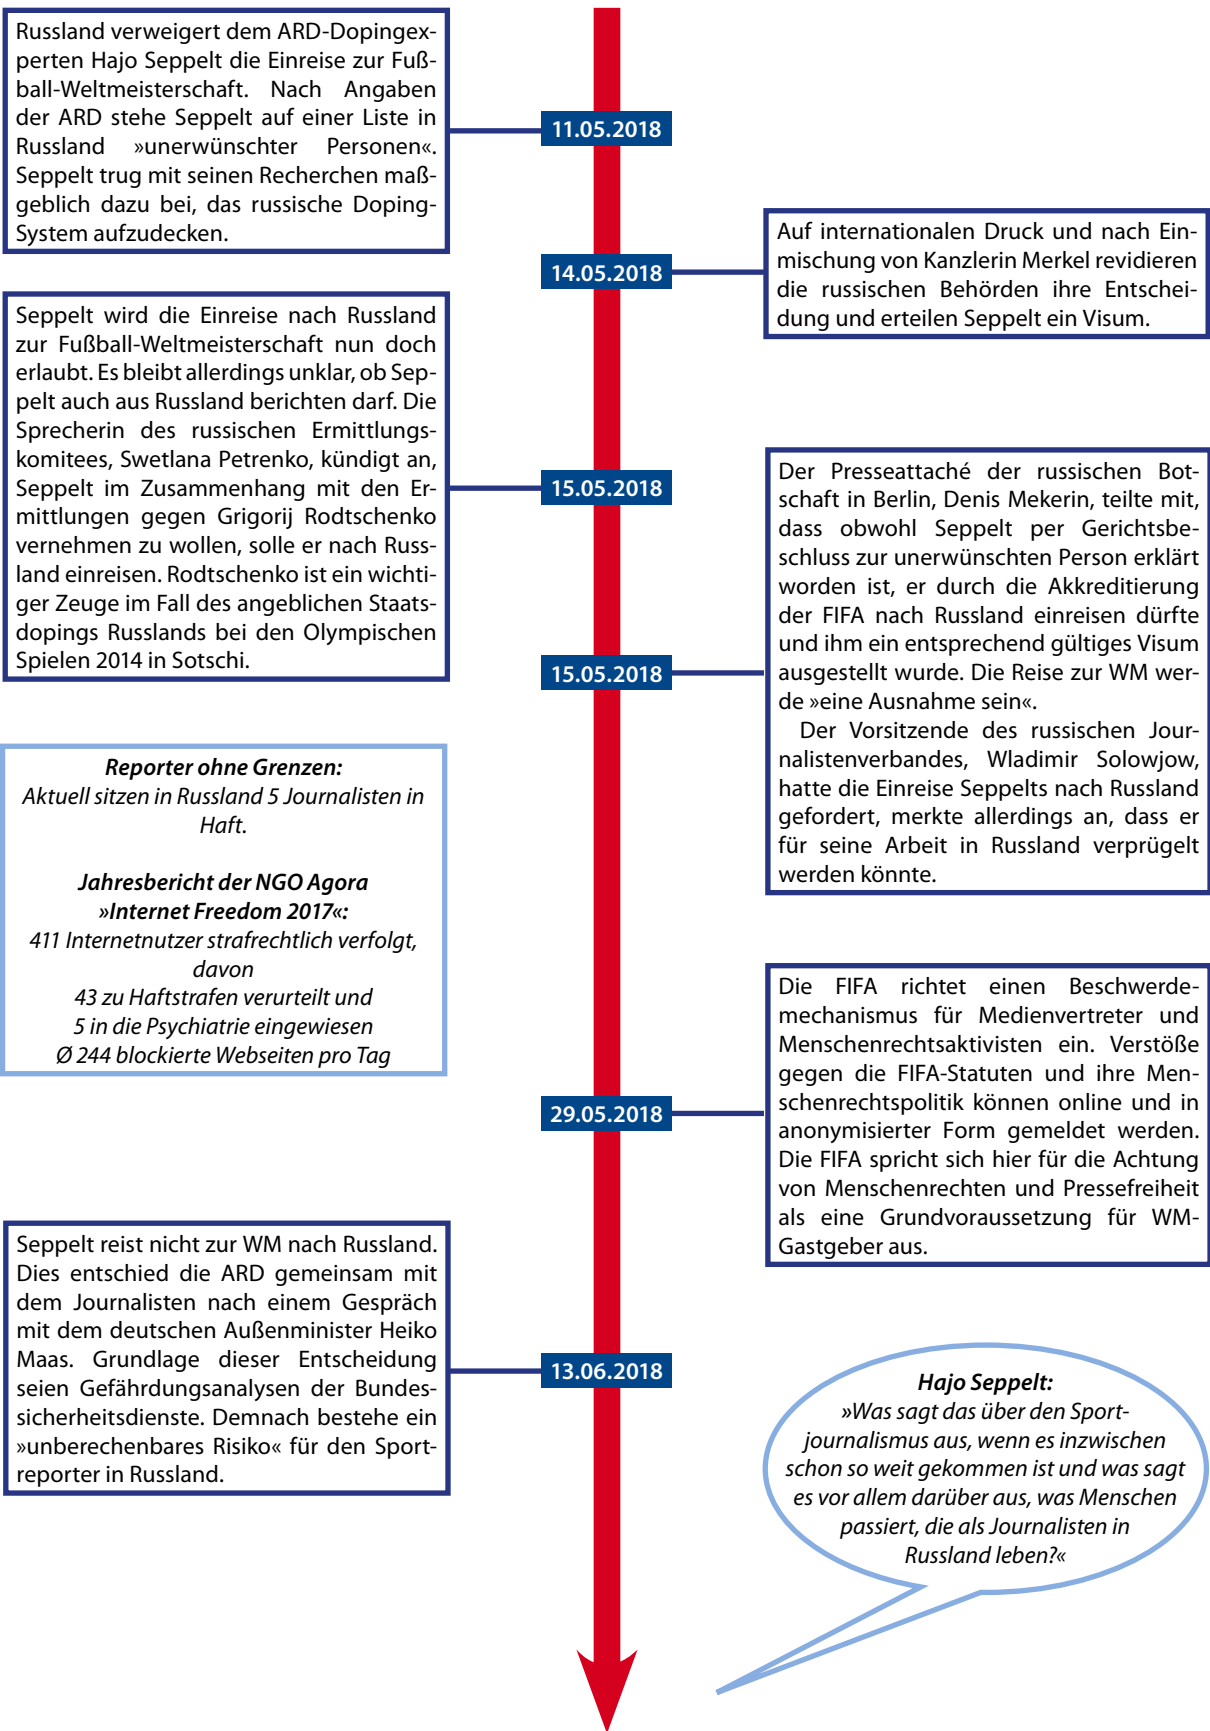 Russland verweigert dem ARD-Dopingex-
perten Hajo Seppelt die Einreise zur Fuß-
ball-Weltmeisterschaft. Nach Angaben
der ARD stehe Seppelt auf einer Liste in
Russland »unerwünschter Personen«.
Seppelt trug mit seinen Recherchen maß-
geblich dazu bei, das russische Doping-
System aufzudecken.
11.05.2018
14.05.2018
Auf internationalen Druck und nach Ein-
mischung von Kanzlerin Merkel revidieren
die russischen Behörden ihre Entschei-
dung und erteilen Seppelt ein Visum.
Seppelt wird die Einreise nach Russland
zur Fußball-Weltmeisterschaft nun doch
erlaubt. Es bleibt allerdings unklar, ob Sep-
pelt auch aus Russland berichten darf. Die
Sprecherin des russischen Ermittlungs-
komitees, Swetlana Petrenko, kündigt an,
Seppelt im Zusammenhang mit den Er-
mittlungen gegen Grigorij Rodtschenko
vernehmen zu wollen, solle er nach Russ-
land einreisen. Rodtschenko ist ein wichti-
ger Zeuge im Fall des angeblichen Staats-
dopings Russlands bei den Olympischen
Spielen 2014 in Sotschi.
15.05.2018
15.05.2018
Der Presseattaché der russischen Bot-
schaft in Berlin, Denis Mekerin, teilte mit,
dass obwohl Seppelt per Gerichtsbe-
schluss zur unerwünschten Person erklärt
worden ist, er durch die Akkreditierung
der FIFA nach Russland einreisen dürfte
und ihm ein entsprechend gültiges Visum
ausgestellt wurde. Die Reise zur WM wer-
de »eine Ausnahme sein«.
Der Vorsitzende des russischen Jour-
nalistenverbandes, Wladimir Solowjow,
hatte die Einreise Seppelts nach Russland
gefordert, merkte allerdings an, dass er
für seine Arbeit in Russland verprügelt
werden könnte.
Reporter ohne Grenzen:
Aktuell sitzen in Russland 5 Journalisten in
Haft.
Jahresbericht der NGO Agora
»Internet Freedom 2017«:
411 Internetnutzer strafrechtlich verfolgt,
davon
43 zu Haftstrafen verurteilt und
5 in die Psychiatrie eingewiesen
Ø 244 blockierte Webseiten pro Tag
29.05.2018
Die FIFA richtet einen Beschwerde-
mechanismus für Medienvertreter und
Menschenrechtsaktivisten ein. Verstöße
gegen die FIFA-Statuten und ihre Men-
schenrechtspolitik können online und in
anonymisierter Form gemeldet werden.
Die FIFA spricht sich hier für die Achtung
von Menschenrechten und Pressefreiheit
als eine Grundvoraussetzung für WM-
Gastgeber aus.
Seppelt reist nicht zur WM nach Russland.
Dies entschied die ARD gemeinsam mit
dem Journalisten nach einem Gespräch
mit dem deutschen Außenminister Heiko
Maas. Grundlage dieser Entscheidung
seien Gefährdungsanalysen der Bundes-
sicherheitsdienste. Demnach bestehe ein
»unberechenbares Risiko« für den Sport-
reporter in Russland.
13.06.2018
Hajo Seppelt:
»Was sagt das über den Sport-
journalismus aus, wenn es inzwischen
schon so weit gekommen ist und was sagt
es vor allem darüber aus, was Menschen
passiert, die als Journalisten in
Russland leben?«